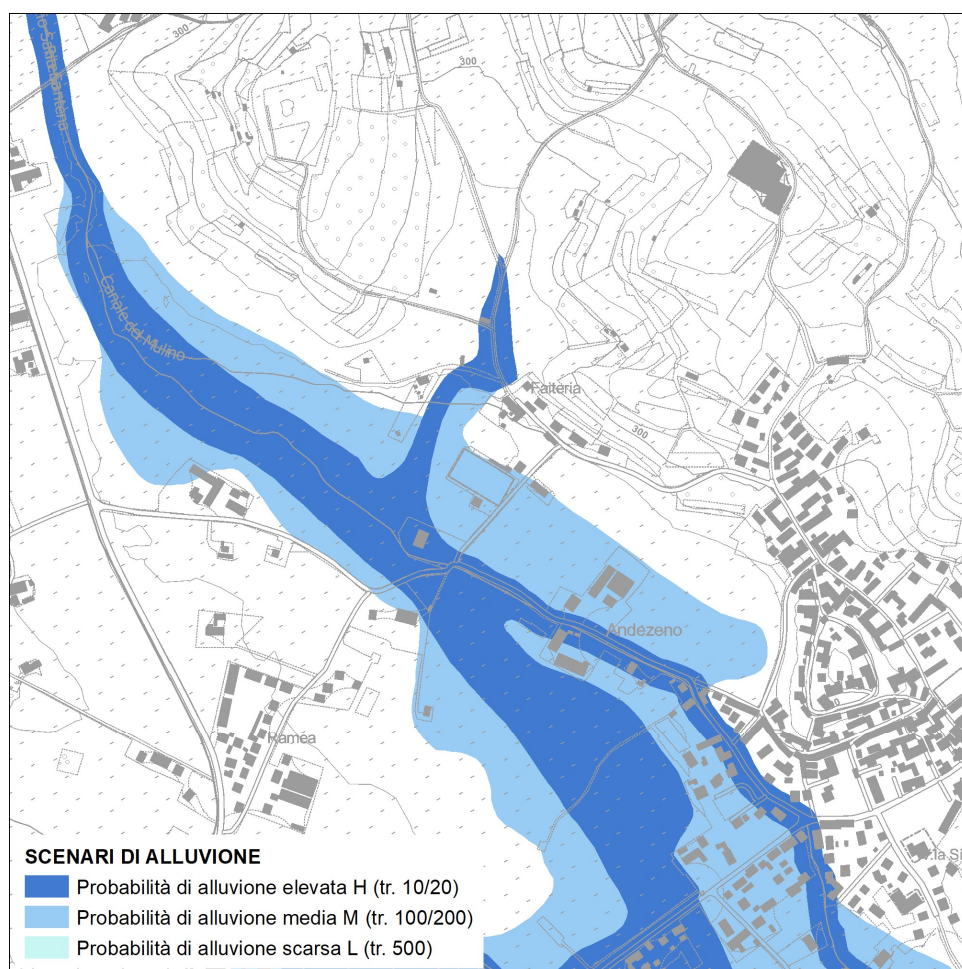 300
300
Canale del Mulino
Faiteria
300
Andezeno
Ramea
SCENARI DI ALLUVIONE
Probabilità di alluvione elevata H (tr. 10/20)
Probabilità di alluvione media M (tr. 100/200)
Probabilità di alluvione scarsa L (tr. 500)